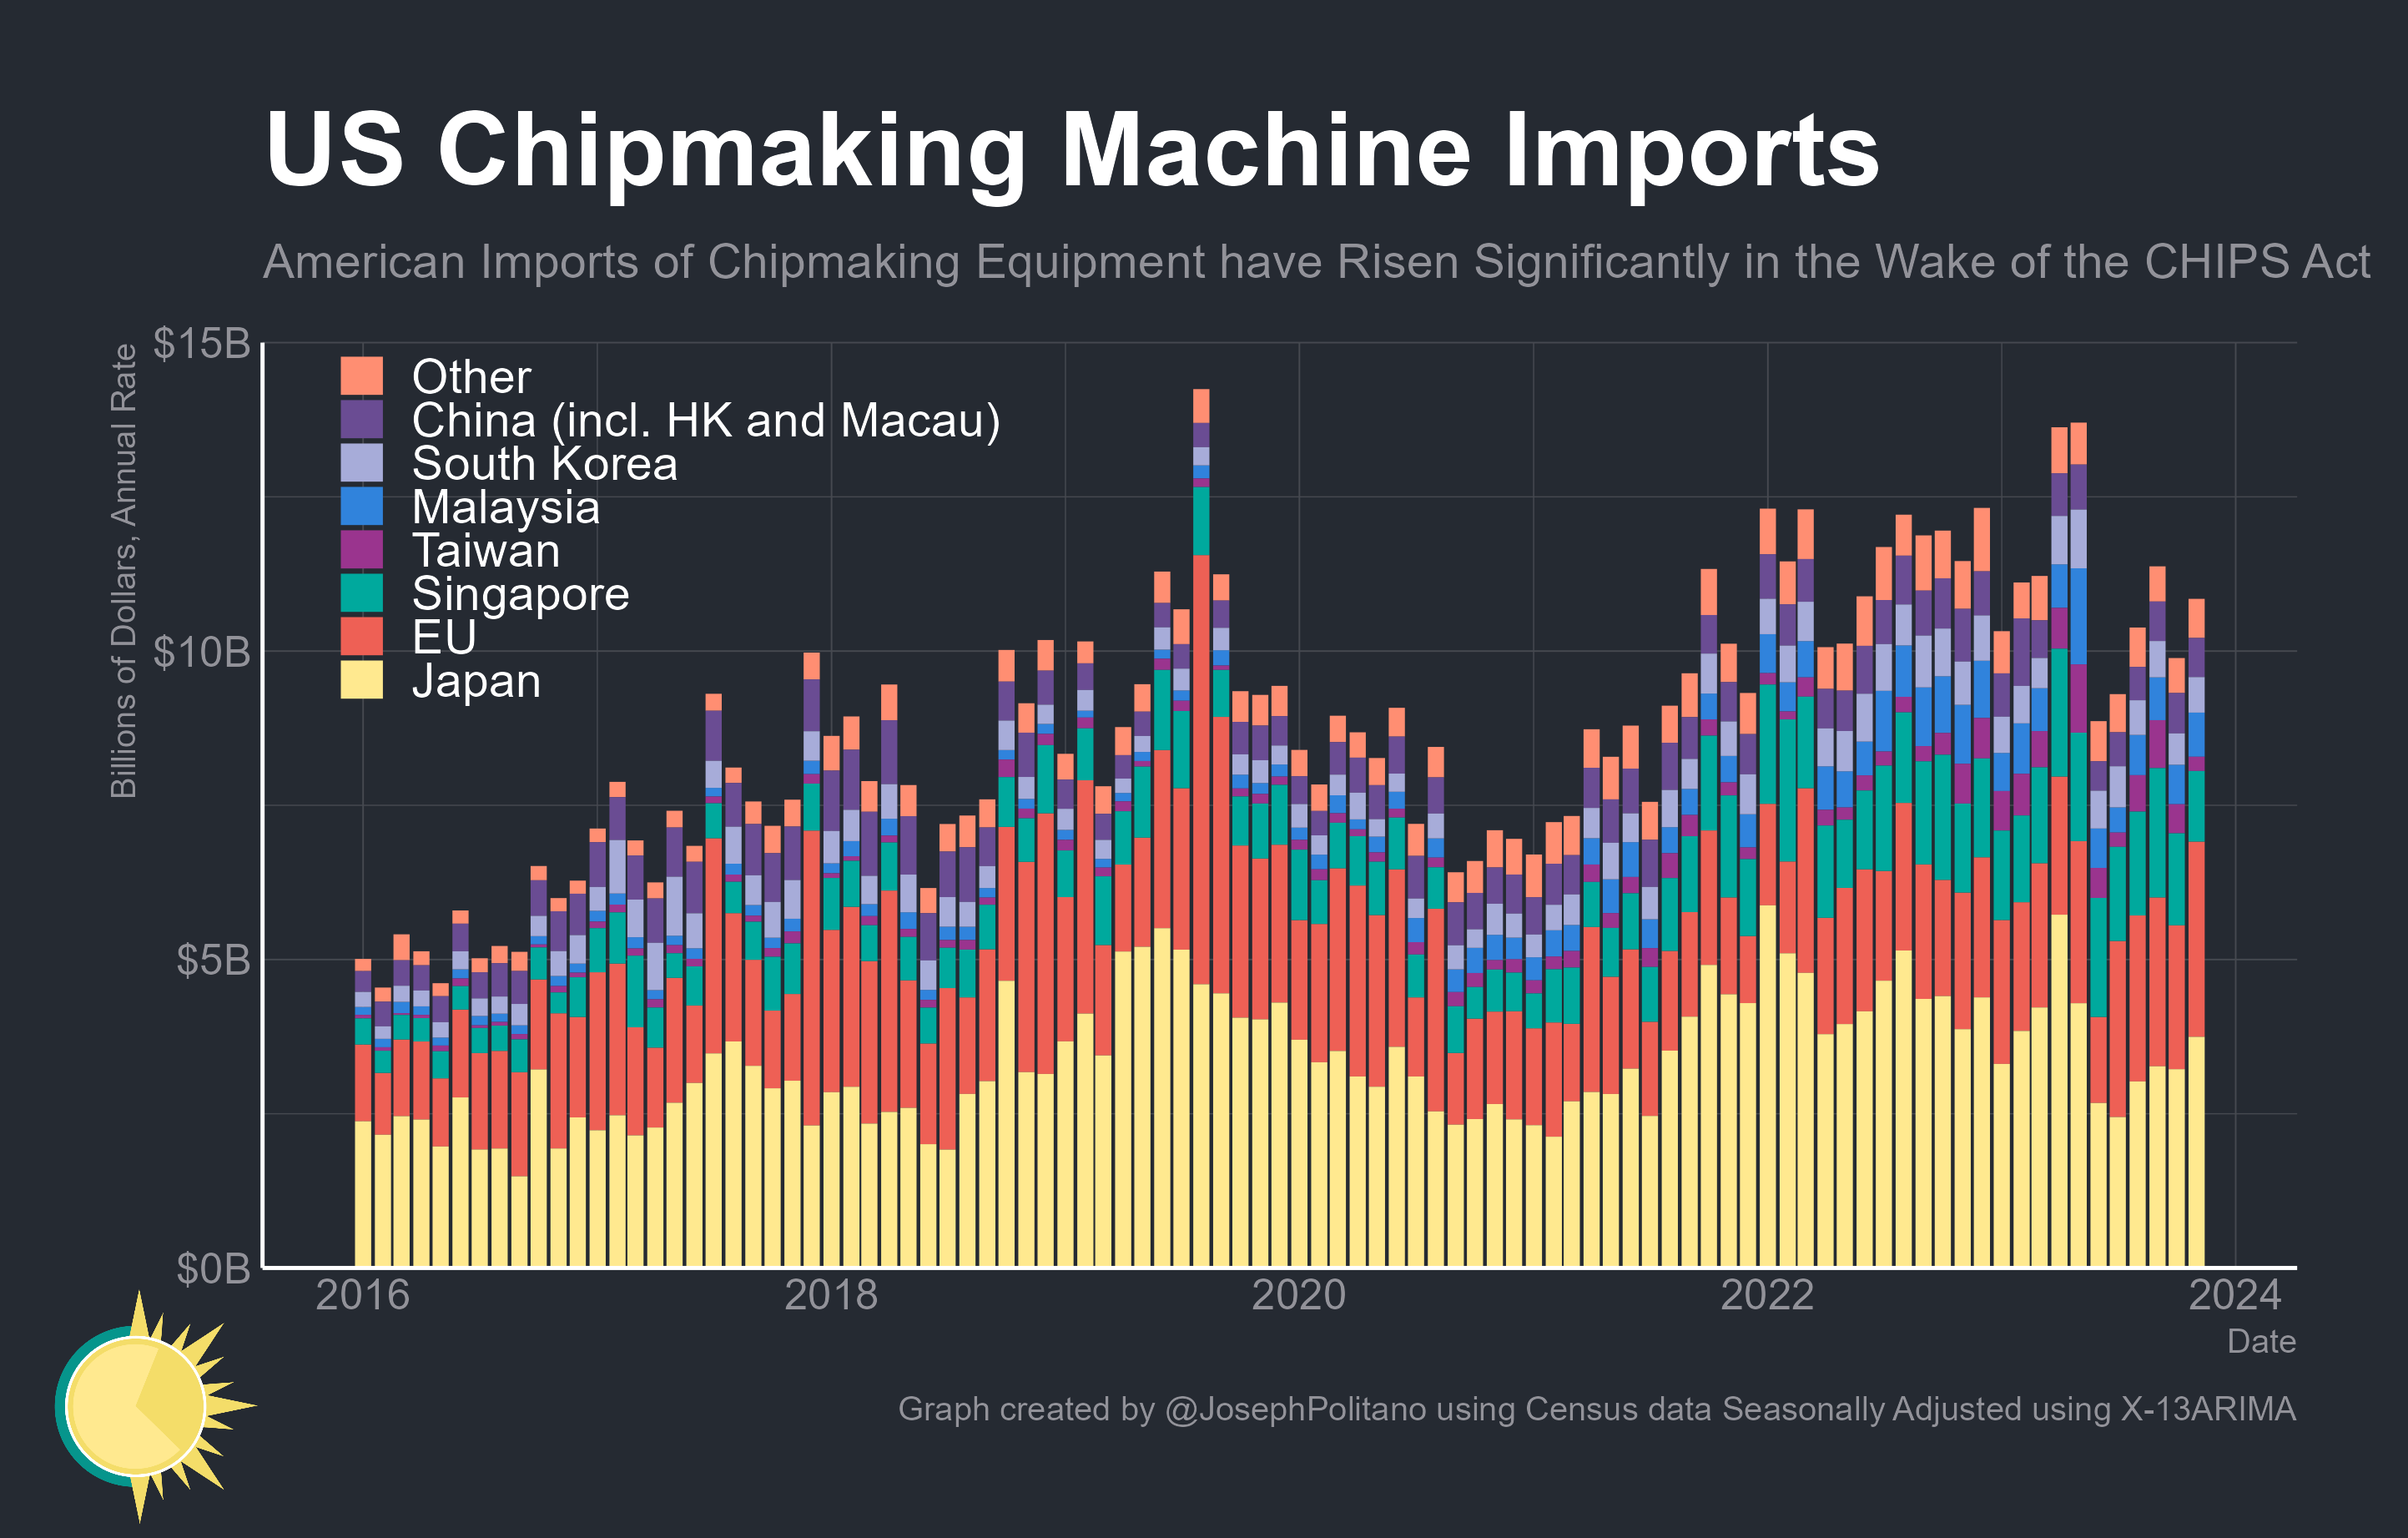 US Chipmaking Machine Imports
American Imports of Chipmaking Equipment have Risen Significantly in the Wake of the CHIPS Act
Billions of Dollars, Annual Rate
$15B
$10B
$5B
$0B
Other
China (incl. HK and Macau)
South Korea
Malaysia
Taiwan
Singapore
EU
Japan
2016
2018
2020
2022
2024
Date
Graph created by @JosephPolitano using Census data Seasonally Adjusted using X-13ARIMA